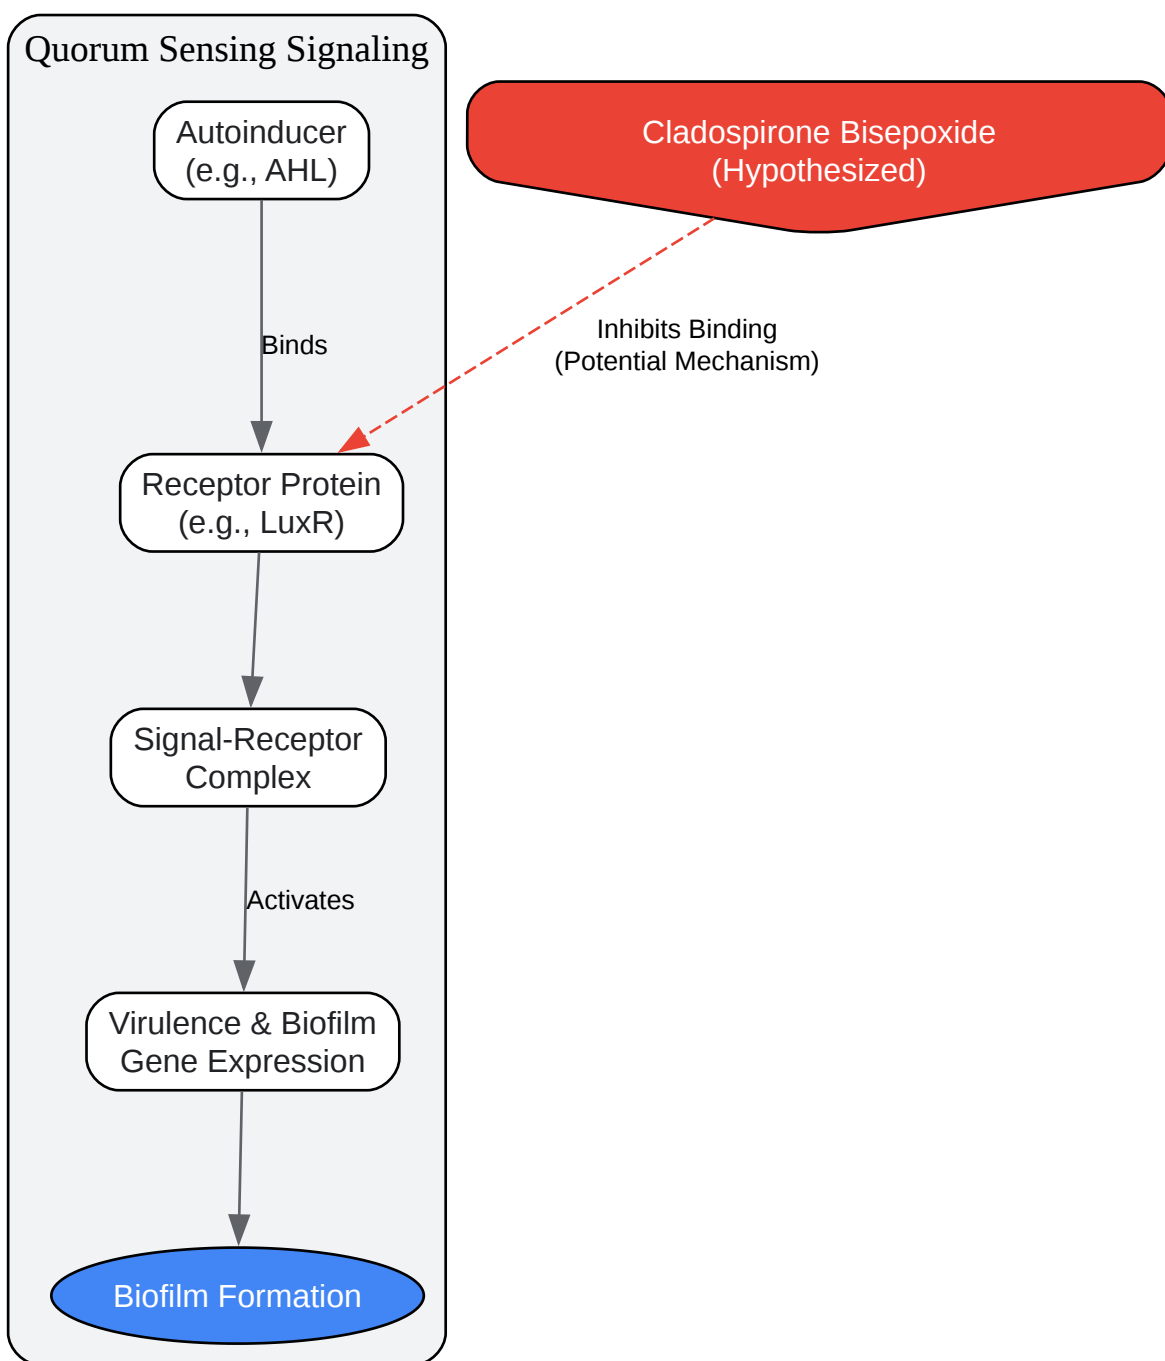 Quorum Sensing Signaling
Autoinducer
(e.g., AHL)
Cladospirone Bisepoxide
(Hypothesized)
Inhibits Binding
(Potential Mechanism)
Binds
Receptor Protein
(e.g., LuxR)
Signal-Receptor
Complex
Activates
Virulence & Biofilm
Gene Expression
Biofilm Formation